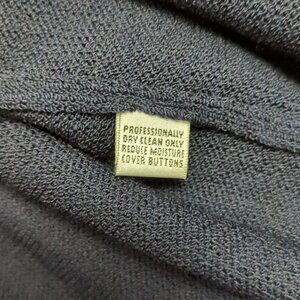 PROFESSIONALLY
DRY CLEAN ONLY
REDUCE MOISTURE
COVER BUTTONS